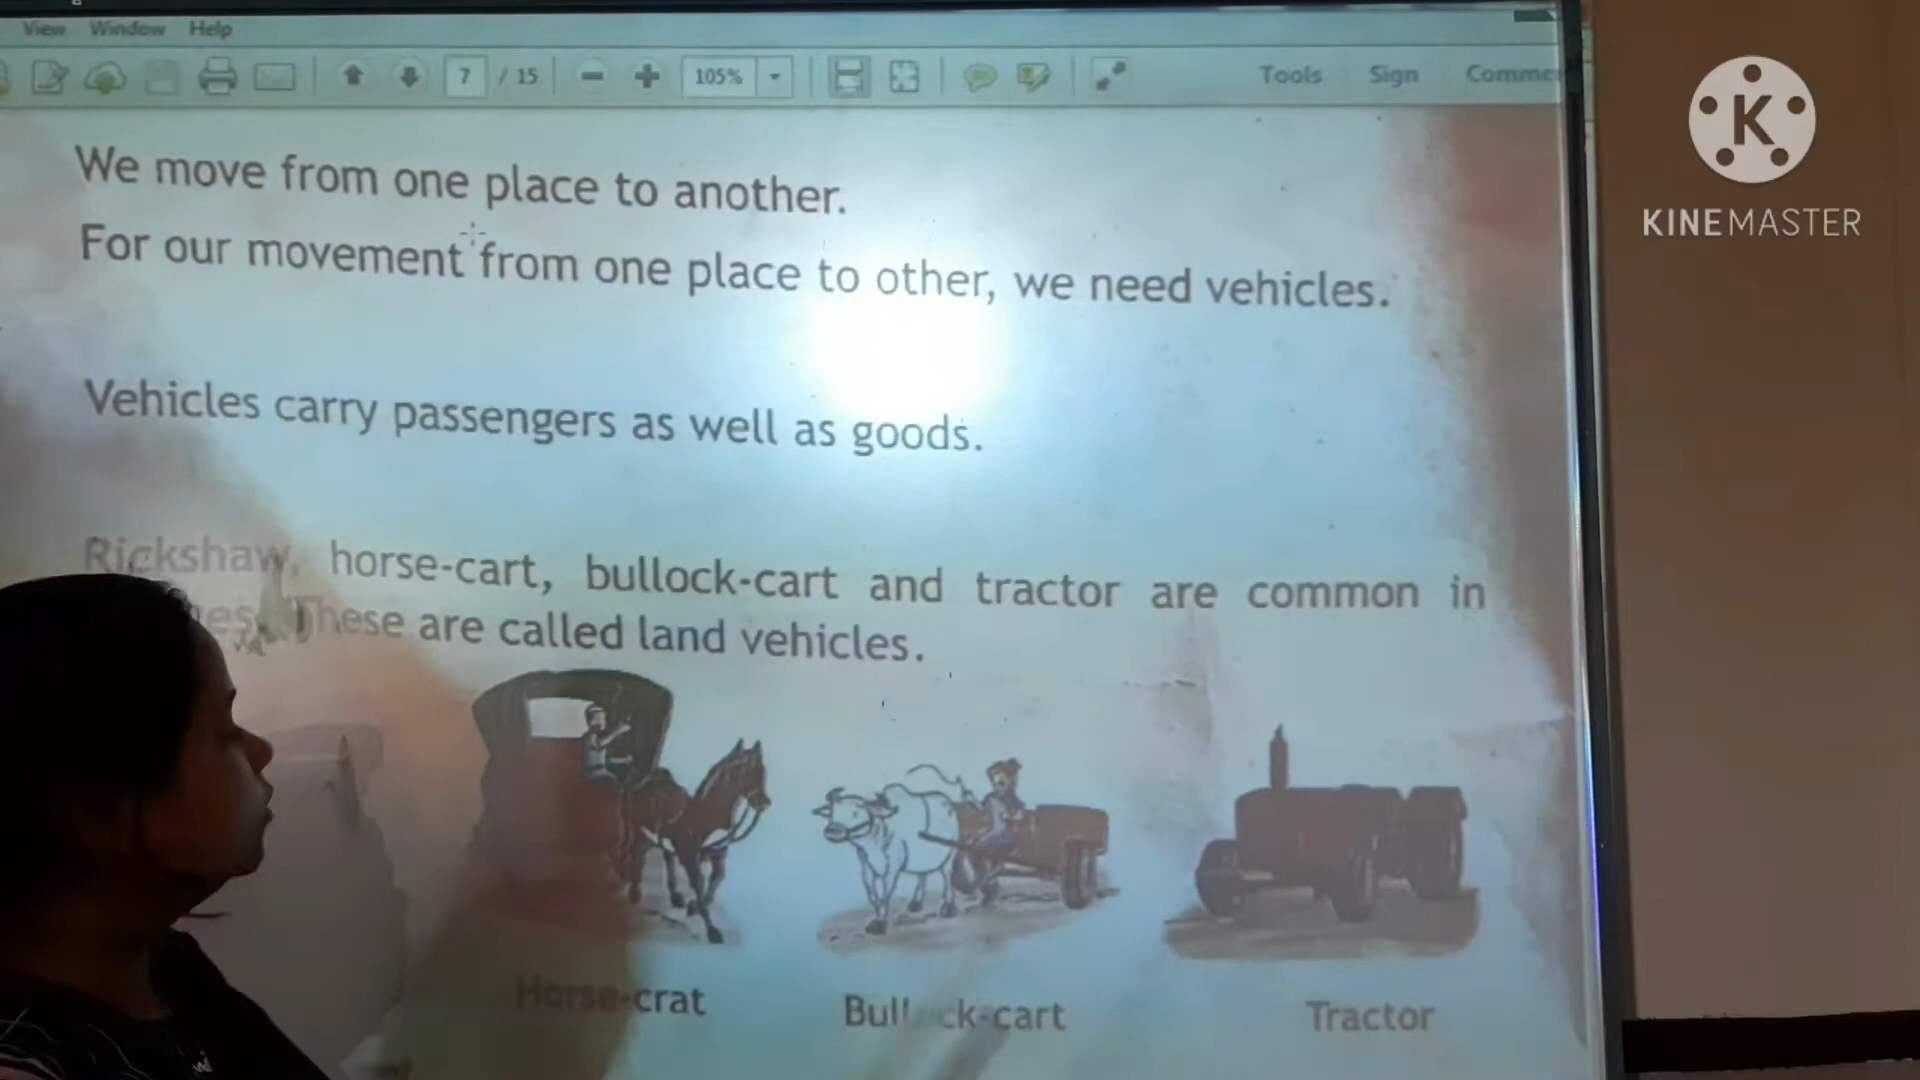 View Window Help
7 / 15 105% Tools Sign
We move from one place to another.
For our movement from one place to other, we need vehicles.
Vehicles carry passengers as well as goods.
Rickshaw, horse-cart, bullock-cart and tractor are common in
These are called land vehicles.
Horse-crat Bullock-cart Tractor
K
KINEMASTER